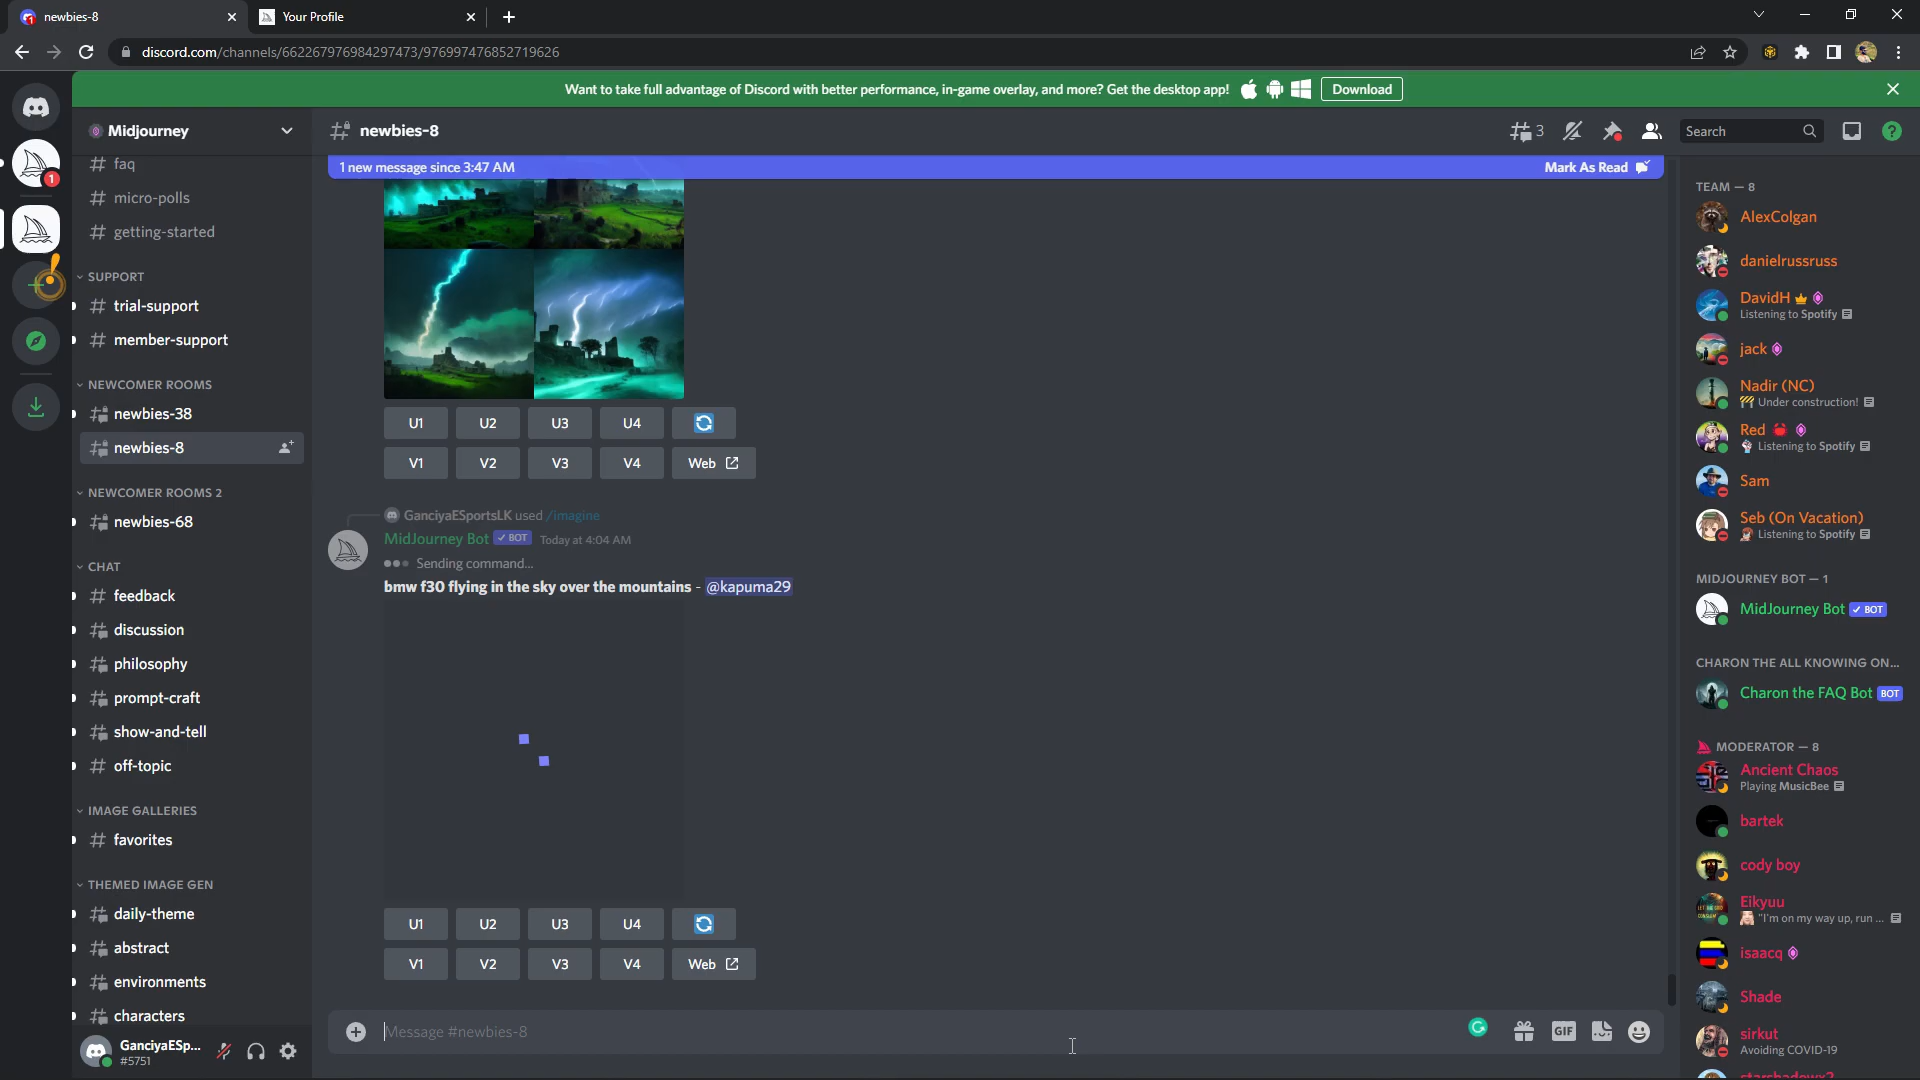 newbies-8
Your Profile
discord.com/channels/662267976984297473/976997476852719626
Want to take full advantage of Discord with better performance, in-game overlay, and more? Get the desktop app!
Download
Midjourney
newbies-8
3
Search
faq
micro-polls
getting-started
SUPPORT
trial-support
member-support
NEWCOMER ROOMS
newbies-38
newbies-8
NEWCOMER ROOMS 2
newbies-68
CHAT
feedback
discussion
philosophy
prompt-craft
show-and-tell
off-topic
IMAGE GALLERIES
favorites
THEMED IMAGE GEN
daily-theme
abstract
environments
characters
GanciyaESp...
#5751
1
1 new message since 3:47 AM
Mark As Read
U1 U2 U3 U4
V1 V2 V3 V4 Web
GanciyaESportsLK used /imagine
MidJourney Bot ✓ BOT Today at 4:04 AM
Sending command...
bmw f30 flying in the sky over the mountains - @kapuma29
U1 U2 U3 U4
V1 V2 V3 V4 Web
Message #newbies-8
GIF
TEAM — 8
AlexColgan
danielrussruss
DavidH
Listening to Spotify
jack
Nadir (NC)
Under construction!
Red
Listening to Spotify
Sam
Seb (On Vacation)
Listening to Spotify
MIDJOURNEY BOT — 1
MidJourney Bot ✓ BOT
CHARON THE ALL KNOWING ON...
Charon the FAQ Bot BOT
MODERATOR — 8
Ancient Chaos
Playing MusicBee
bartek
cody boy
Eikyuu
"I'm on my way up, run ...
isaacq
Shade
sirkut
Avoiding COVID-19